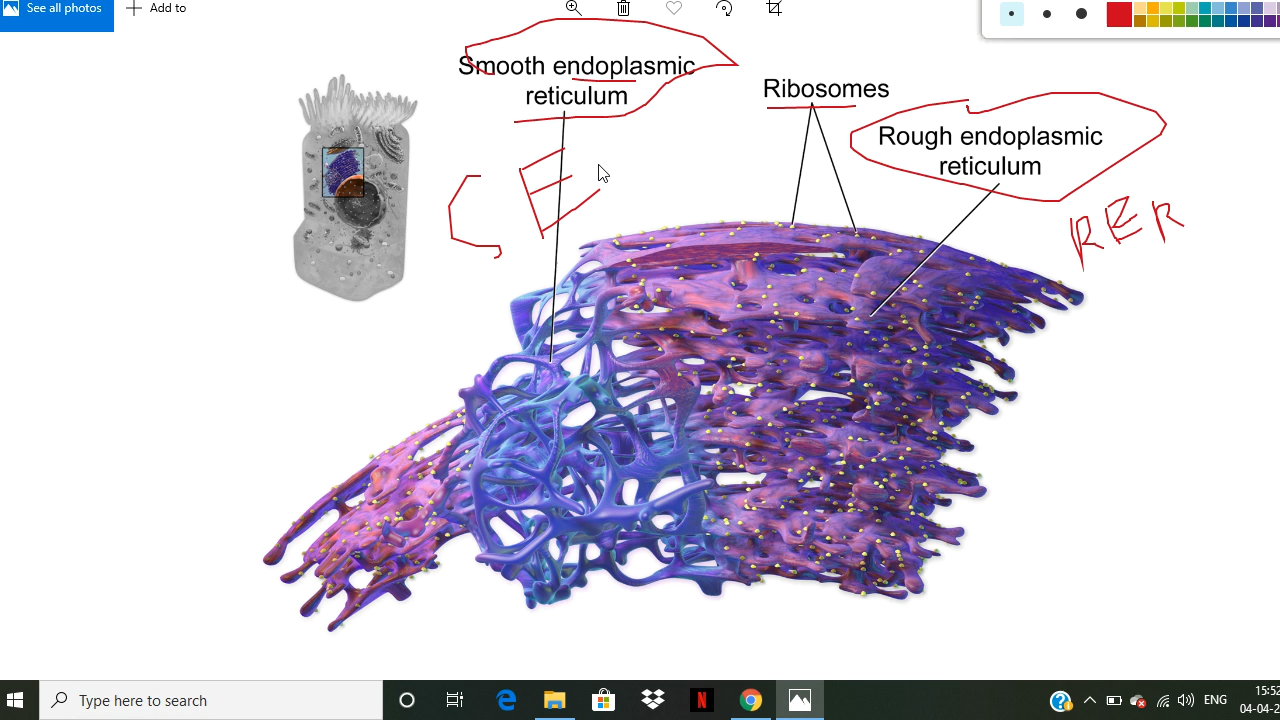 See all photos
Add to
Smooth endoplasmic
reticulum
Ribosomes
Rough endoplasmic
reticulum
SE
RER
Type here to search
ENG
15:52
04-04-2